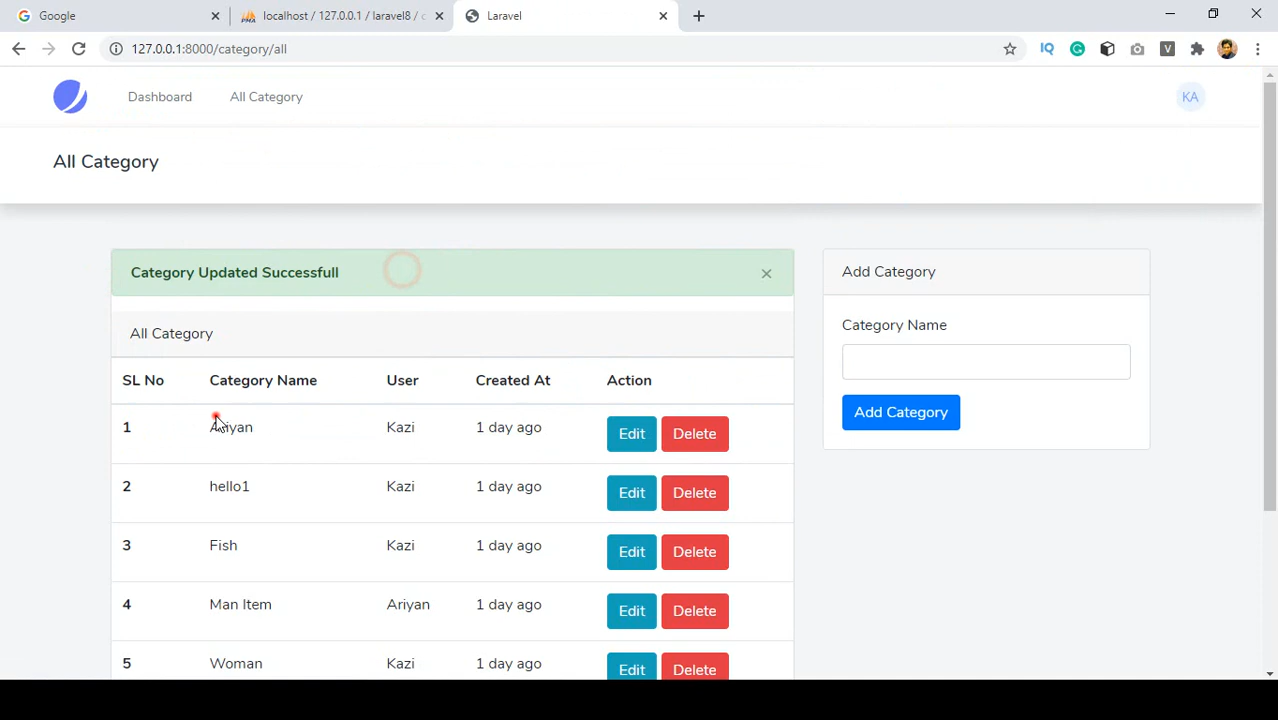 Google
localhost / 127.0.0.1 / laravel8 / c
Laravel
127.0.0.1:8000/category/all
IQ
V
Dashboard
All Category
KA
All Category
Category Updated Successfull
×
All Category
SL No Category Name User Created At Action
1 Ariyan Kazi 1 day ago Edit Delete
2 hello1 Kazi 1 day ago Edit Delete
3 Fish Kazi 1 day ago Edit Delete
4 Man Item Ariyan 1 day ago Edit Delete
5 Woman Kazi 1 day ago Edit Delete
Add Category
Category Name
Add Category